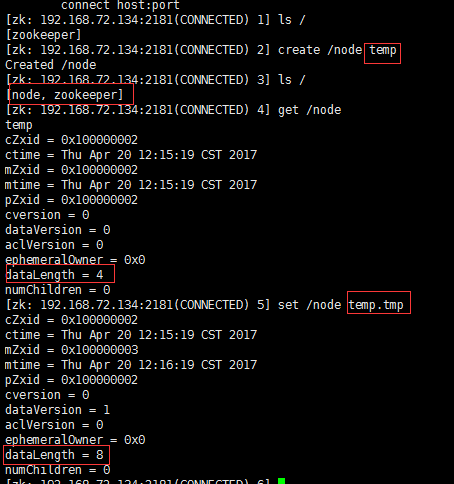 connect host:port
[zk: 192.168.72.134:2181(CONNECTED) 1] ls /
[zookeeper]
[zk: 192.168.72.134:2181(CONNECTED) 2] create /node temp
Created /node
[zk: 192.168.72.134:2181(CONNECTED) 3] ls /
[node, zookeeper]
[zk: 192.168.72.134:2181(CONNECTED) 4] get /node
temp
cZxid = 0x100000002
ctime = Thu Apr 20 12:15:19 CST 2017
mZxid = 0x100000002
mtime = Thu Apr 20 12:15:19 CST 2017
pZxid = 0x100000002
cversion = 0
dataVersion = 0
aclVersion = 0
ephemeralOwner = 0x0
dataLength = 4
numChildren = 0
[zk: 192.168.72.134:2181(CONNECTED) 5] set /node temp.tmp
cZxid = 0x100000002
ctime = Thu Apr 20 12:15:19 CST 2017
mZxid = 0x100000003
mtime = Thu Apr 20 12:16:19 CST 2017
pZxid = 0x100000002
cversion = 0
dataVersion = 1
aclVersion = 0
ephemeralOwner = 0x0
dataLength = 8
numChildren = 0
[zk: 192.168.72.134:2181(CONNECTED) 6]